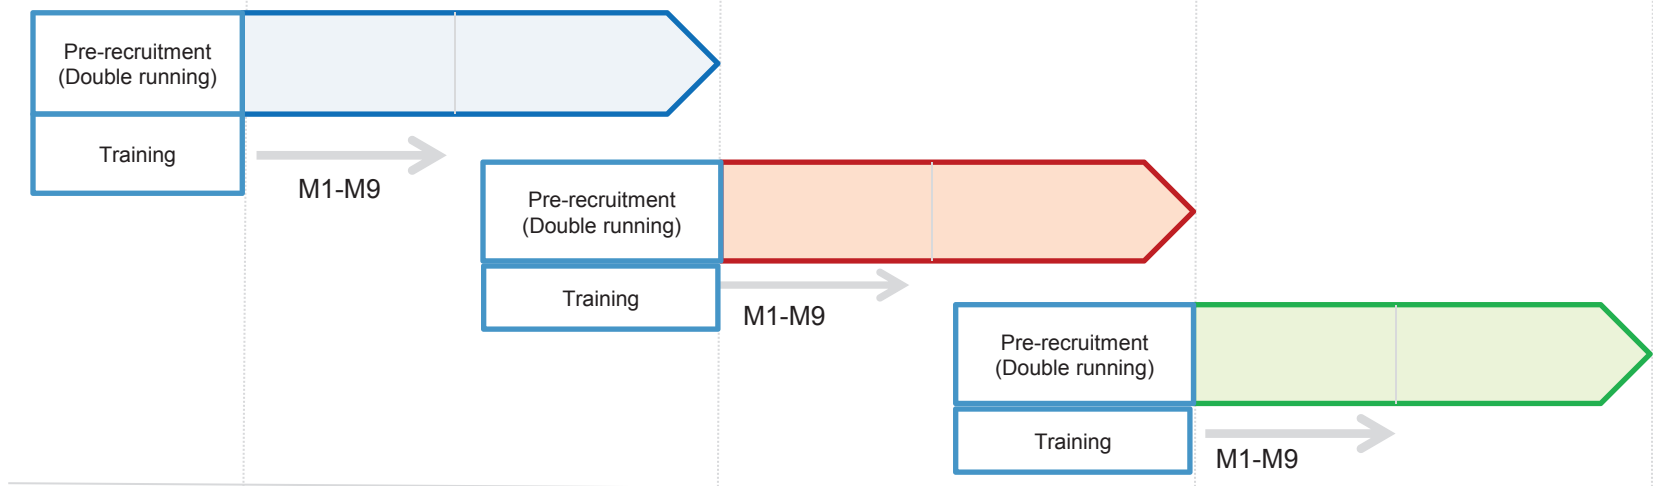 Pre-recruitment
(Double running)
Training
M1-M9
Pre-recruitment
(Double running)
Training
M1-M9
Pre-recruitment
(Double running)
Training
M1-M9